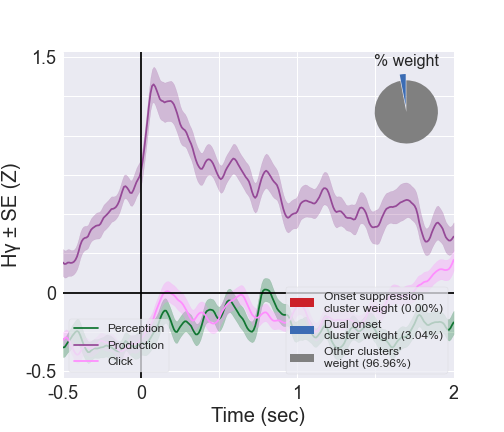 % weight
1.5
0
-0.5
Hγ ± SE (Z)
Perception
Production
Click
Onset suppression
cluster weight (0.00%)
Dual onset
cluster weight (3.04%)
Other clusters'
weight (96.96%)
-0.5 0 1 2
Time (sec)